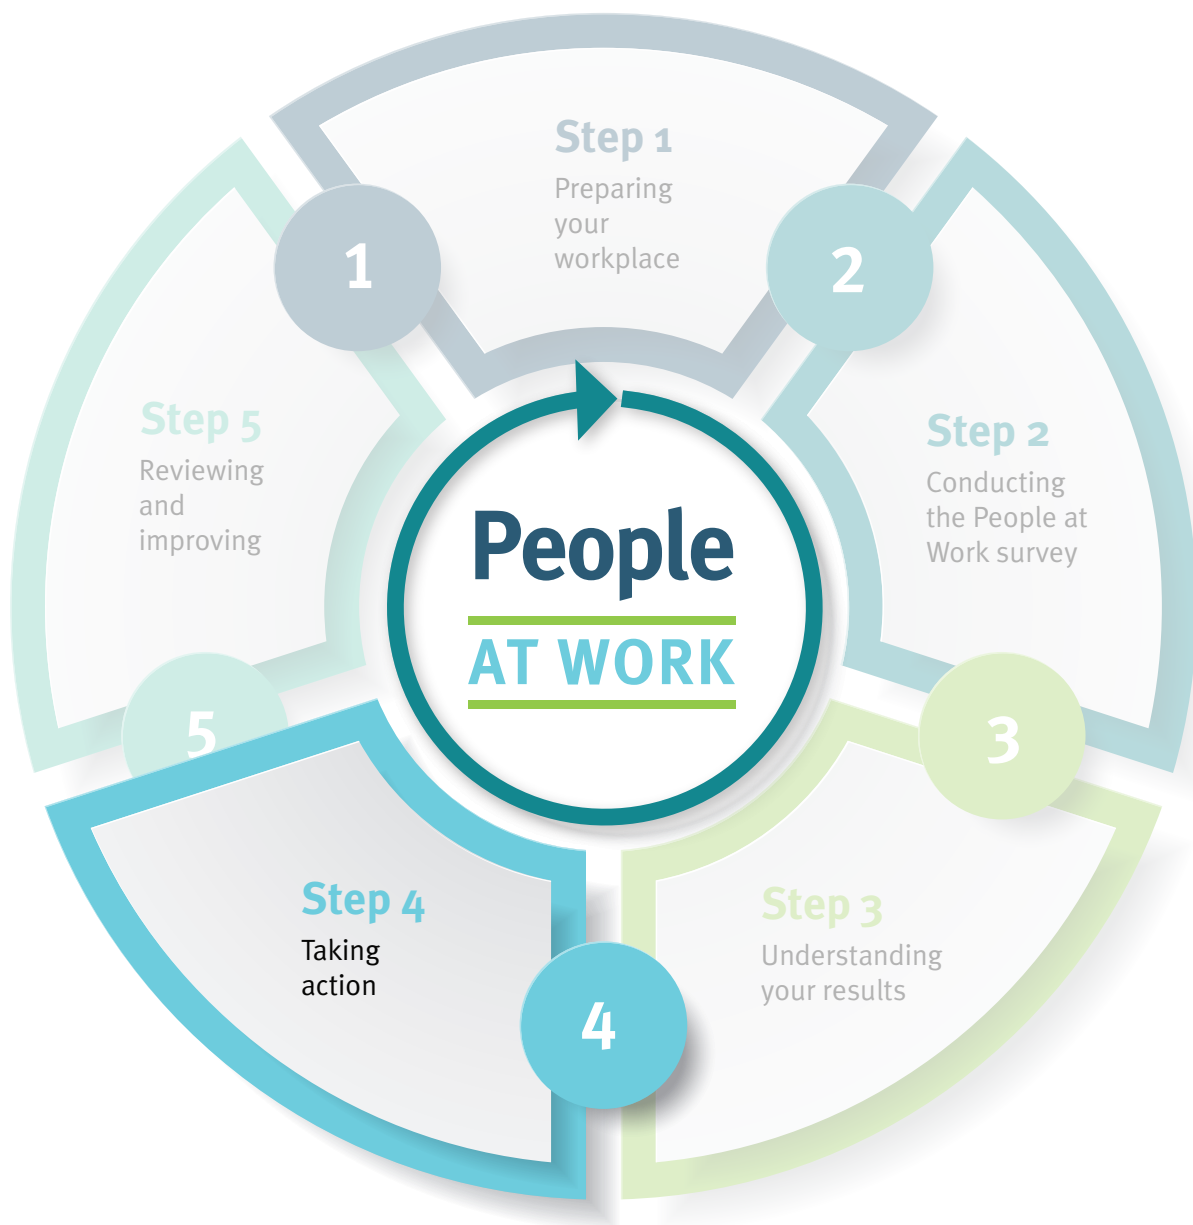 1
Step 1
Preparing
your
workplace
2
Step 2
Conducting
the People at
Work survey
3
Step 3
Understanding
your results
4
Step 4
Taking
action
5
Step 5
Reviewing
and
improving
People
AT WORK